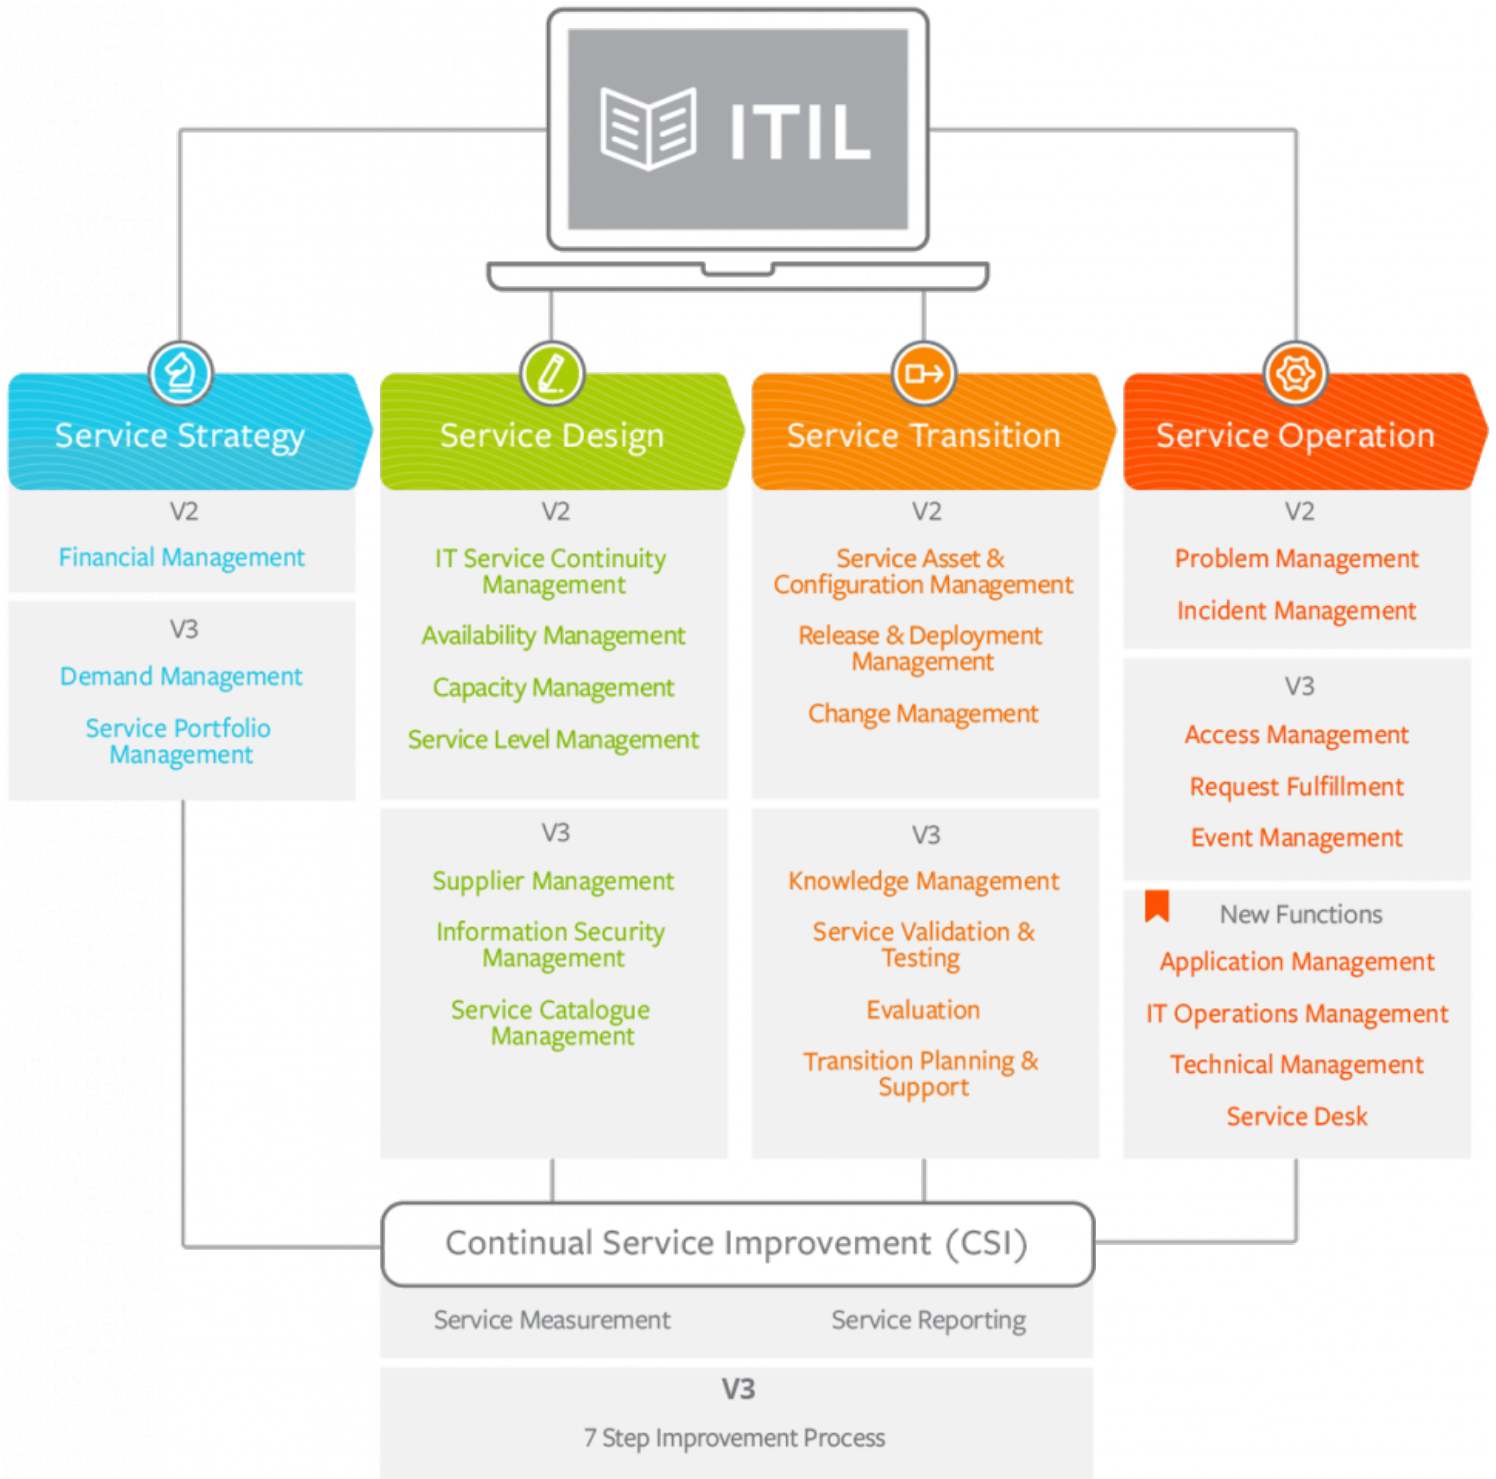 ITIL
Service Strategy
V2
Financial Management
V3
Demand Management
Service Portfolio
Management
Service Design
V2
IT Service Continuity
Management
Availability Management
Capacity Management
Service Level Management
V3
Supplier Management
Information Security
Management
Service Catalogue
Management
Service Transition
V2
Service Asset &
Configuration Management
Release & Deployment
Management
Change Management
V3
Knowledge Management
Service Validation &
Testing
Evaluation
Transition Planning &
Support
Service Operation
V2
Problem Management
Incident Management
V3
Access Management
Request Fulfillment
Event Management
New Functions
Application Management
IT Operations Management
Technical Management
Service Desk
Continual Service Improvement (CSI)
Service Measurement
Service Reporting
V3
7 Step Improvement Process